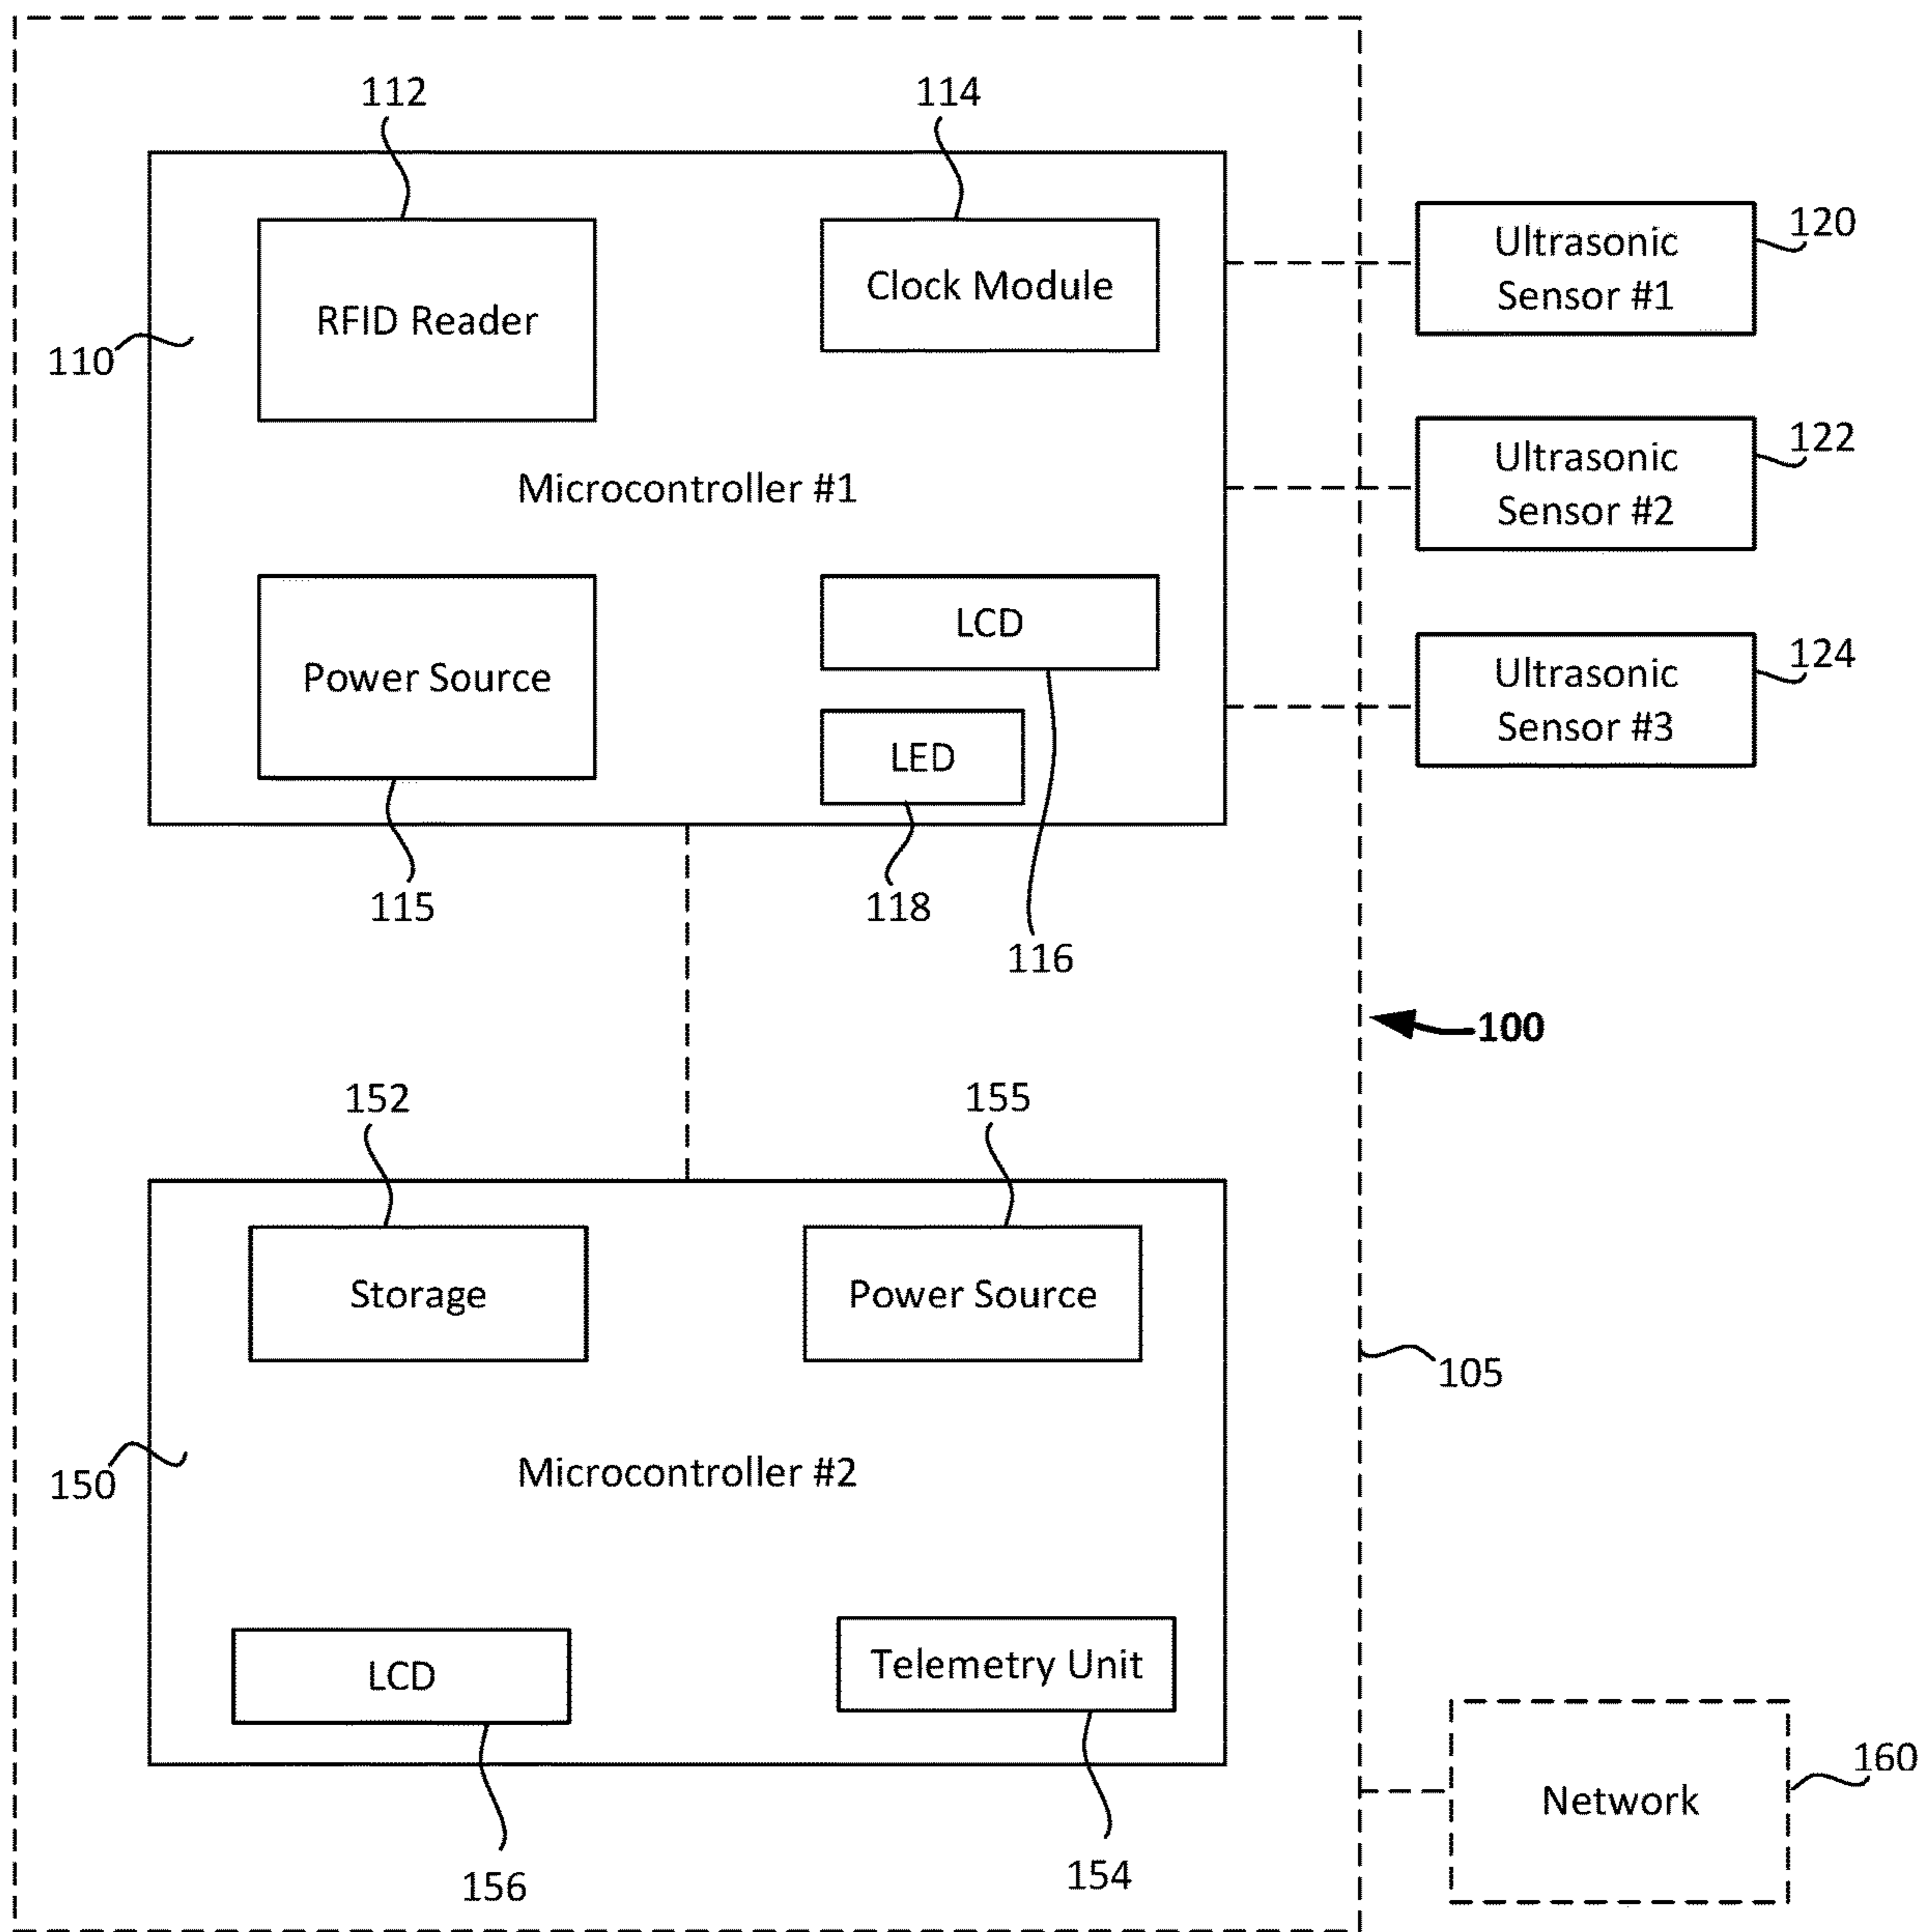 112
114
RFID Reader
Clock Module
110
Microcontroller #1
Power Source
LCD
LED
115
118
116
Ultrasonic
Sensor #1
120
Ultrasonic
Sensor #2
122
Ultrasonic
Sensor #3
124
100
152
155
Storage
Power Source
105
150
Microcontroller #2
LCD
Telemetry Unit
156
154
Network
160